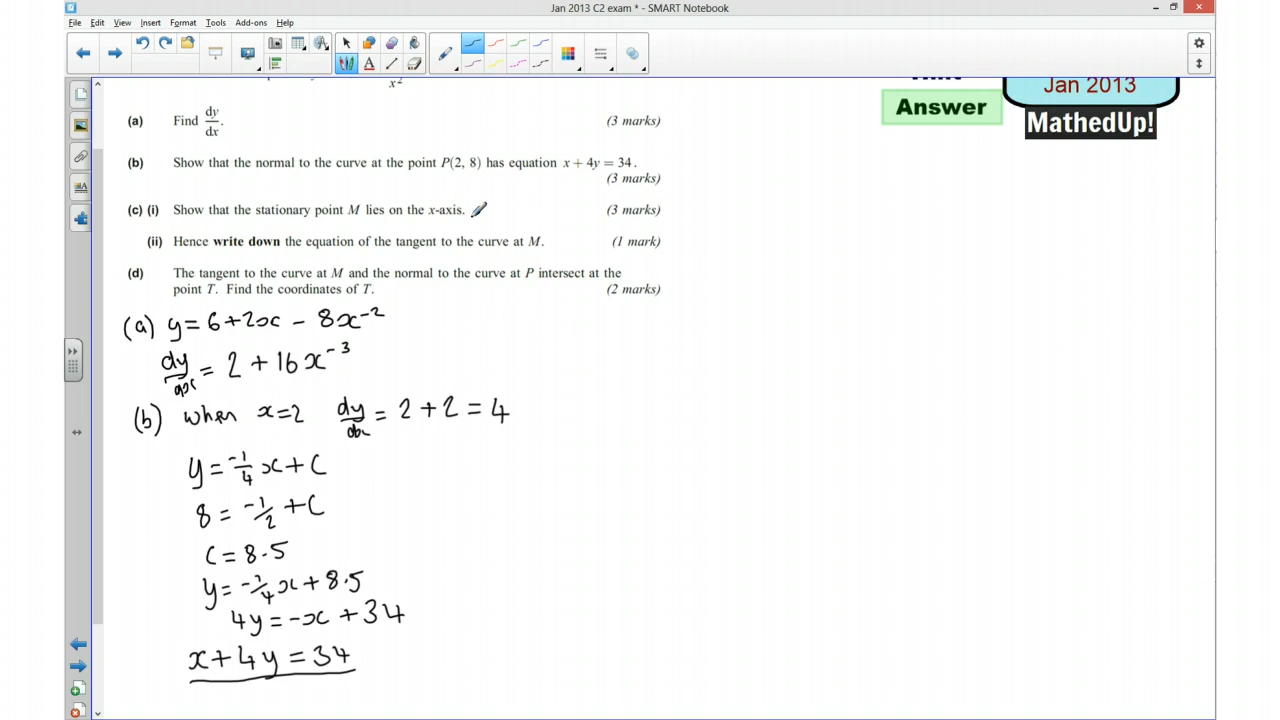 Jan 2013 C2 exam * - SMART Notebook
File Edit View Insert Format Tools Add-ons Help
x²
Jan 2013
Answer
MathedUp!
(a) Find dy/dx. (3 marks)
(b) Show that the normal to the curve at the point P(2, 8) has equation x + 4y = 34.
(3 marks)
(c) (i) Show that the stationary point M lies on the x-axis. (3 marks)
(ii) Hence write down the equation of the tangent to the curve at M. (1 mark)
(d) The tangent to the curve at M and the normal to the curve at P intersect at the
point T. Find the coordinates of T. (2 marks)
(a) y = 6 + 2x - 8x⁻²
dy/dx = 2 + 16x⁻³
(b) when x=2 dy/dx = 2 + 2 = 4
y = -1/4 x + C
8 = -1/2 + C
C = 8.5
y = -1/4 x + 8.5
4y = -x + 34
x + 4y = 34